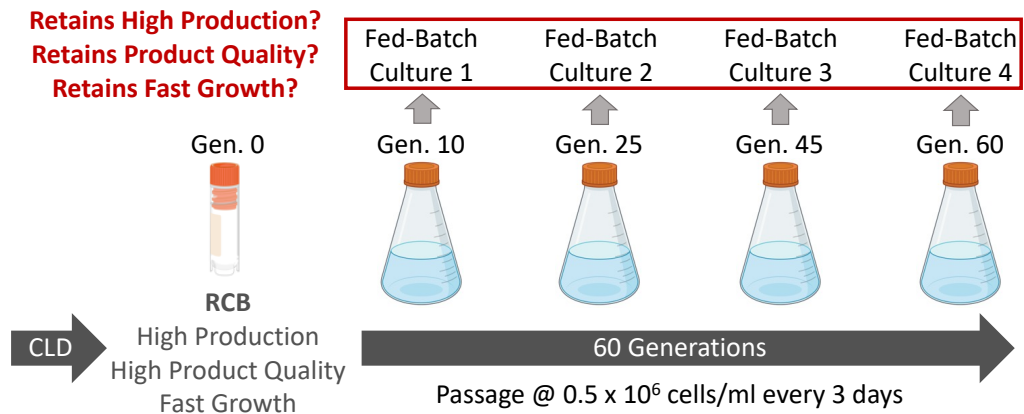 Retains High Production?
Retains Product Quality?
Retains Fast Growth?
Fed-Batch
Culture 1
Fed-Batch
Culture 2
Fed-Batch
Culture 3
Fed-Batch
Culture 4
Gen. 0
Gen. 10
Gen. 25
Gen. 45
Gen. 60
RCB
High Production
High Product Quality
Fast Growth
CLD
60 Generations
Passage @ 0.5 x 10⁶ cells/ml every 3 days